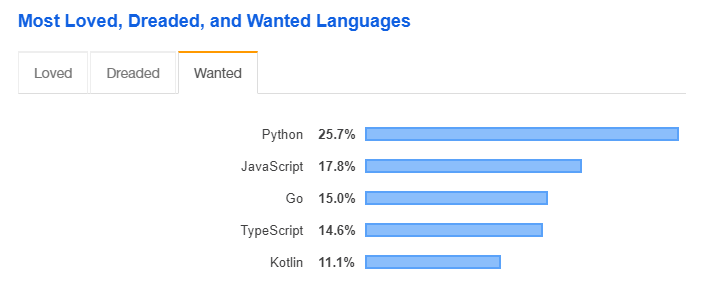 Most Loved, Dreaded, and Wanted Languages
Loved Dreaded Wanted
Python 25.7%
JavaScript 17.8%
Go 15.0%
TypeScript 14.6%
Kotlin 11.1%